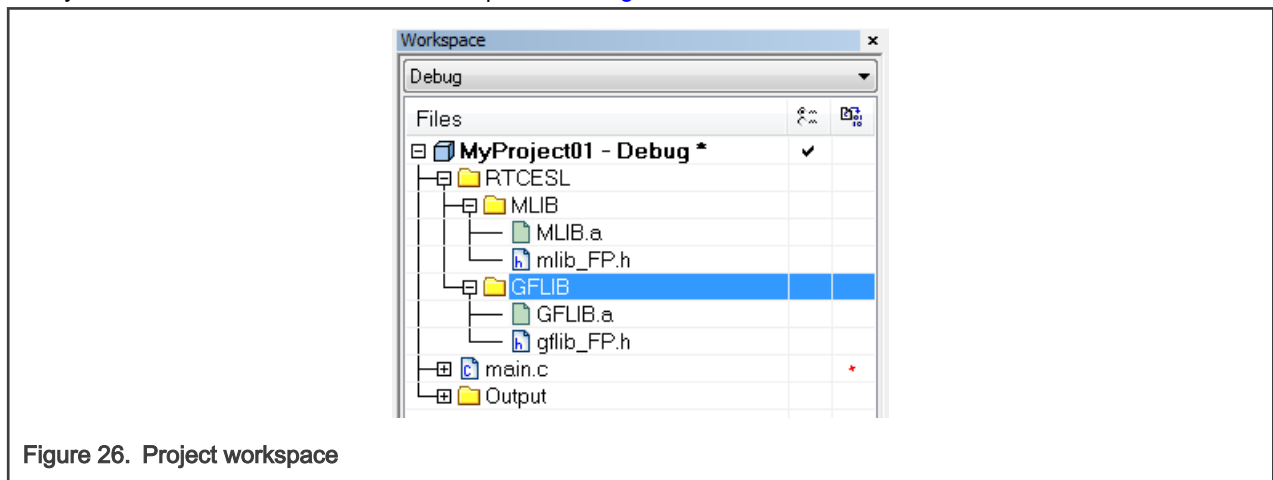 Workspace
Debug
Files
MyProject01 - Debug *
RTCESL
MLIB
MLIB.a
mlib_FP.h
GFLIB
GFLIB.a
gflib_FP.h
main.c
Output
Figure 26. Project workspace